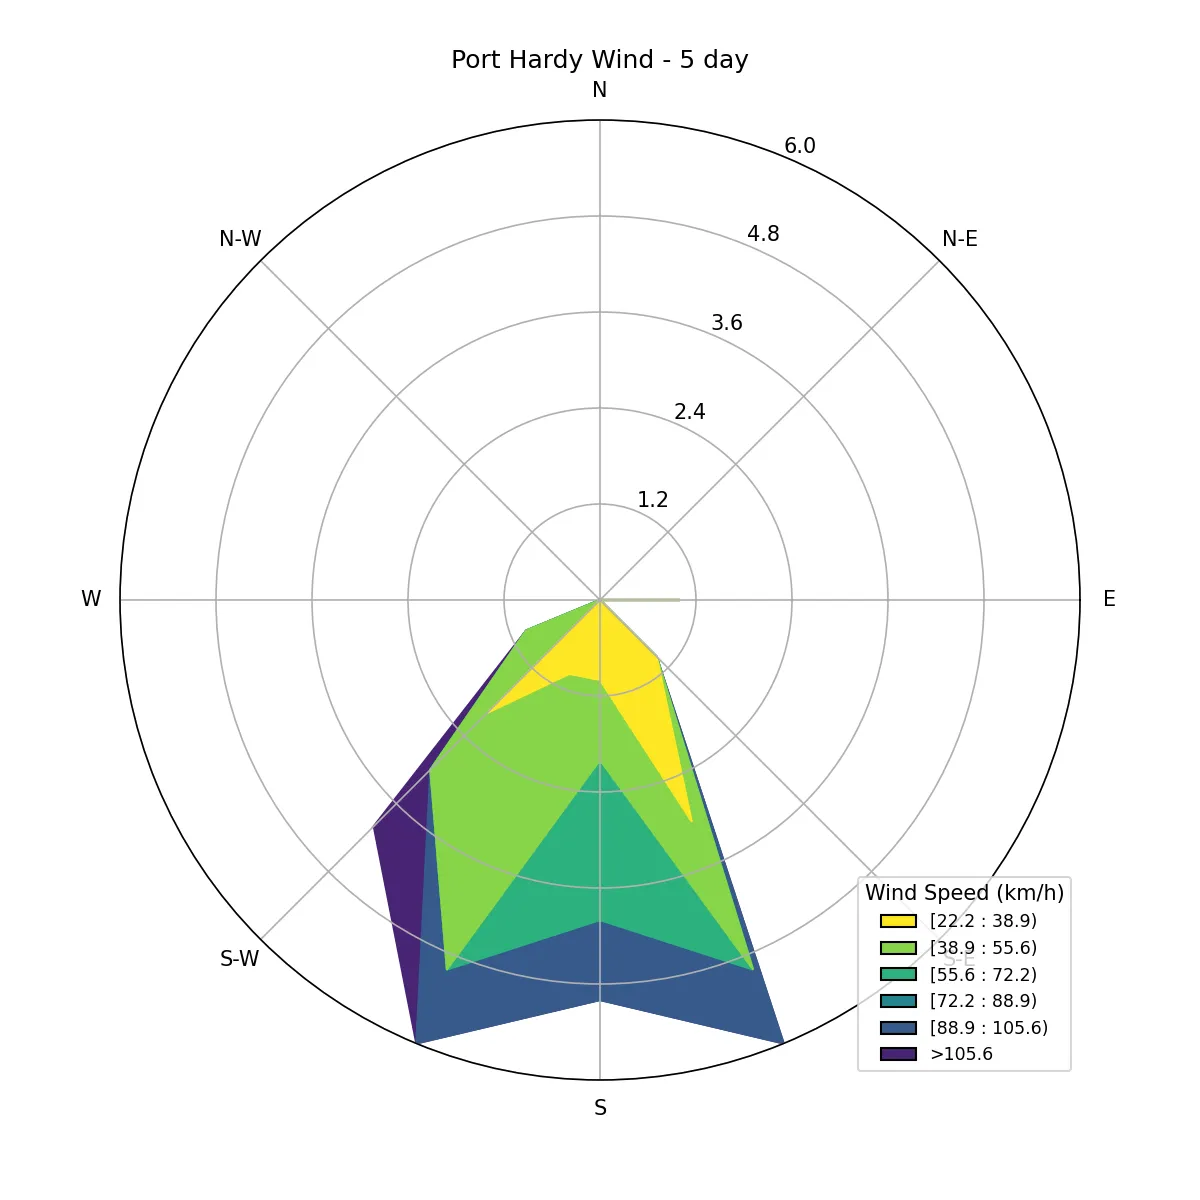 Port Hardy Wind - 5 day
N
6.0
N-W
N-E
4.8
3.6
2.4
1.2
W
E
S-W
S-E
S
Wind Speed (km/h)
[22.2 : 38.9)
[38.9 : 55.6)
[55.6 : 72.2)
[72.2 : 88.9)
[88.9 : 105.6)
>105.6